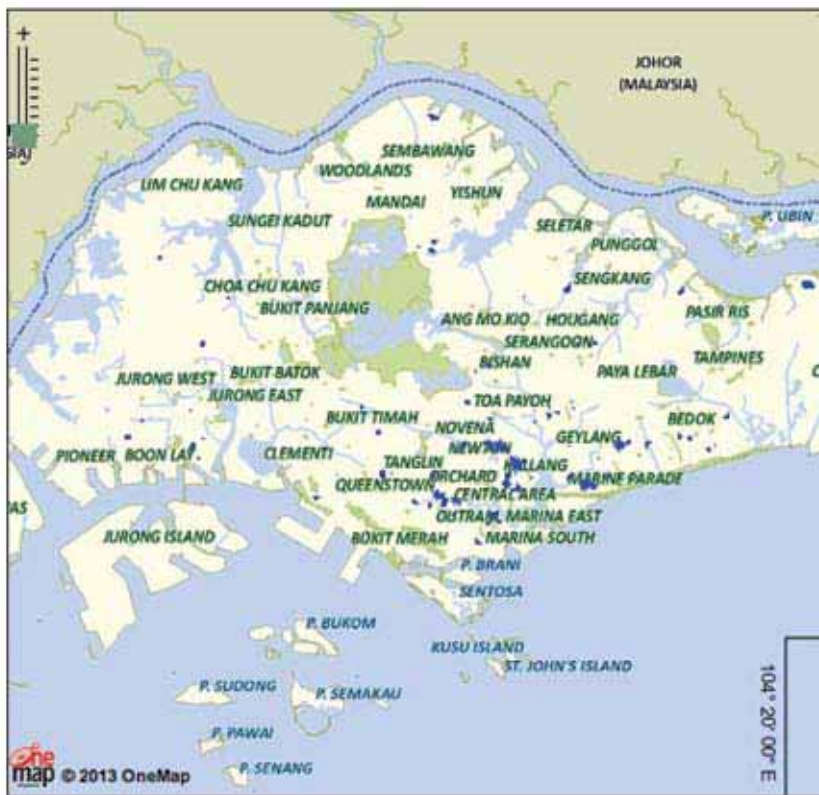 +
JOHOR
(MALAYSIA)
SEMBAWANG
WOODLANDS
LIM CHU KANG
YISHUN
MANDAI
P. UBIN
SUNGEI KADUT
SELETAR
PUNGGOL
SENGKANG
CHOA CHU KANG
BUKIT PANJANG
PASIR RIS
ANG MO KIO
HOUGANG
SERANGOON
TAMPINES
BISHAN
BUKIT BATOK
PAYA LEBAR
JURONG WEST
JURONG EAST
TOA PAYOH
BUKIT TIMAH
BEDOK
NOVENA
GEYLANG
NEWTON
PIONEER
BOON LAY
CLEMENTI
TANGLIN
KALLANG
ORCHARD
MARINE PARADE
QUEENSTOWN
CENTRAL AREA
OUTRAM
MARINA EAST
JURONG ISLAND
BUKIT MERAH
MARINA SOUTH
P. BRANI
SENTOSA
P. BUKOM
KUSU ISLAND
ST. JOHN'S ISLAND
P. SUDONG
P. SEMAKAU
P. PAWAI
P. SENANG
104° 20' 00" E
one
map © 2013 OneMap